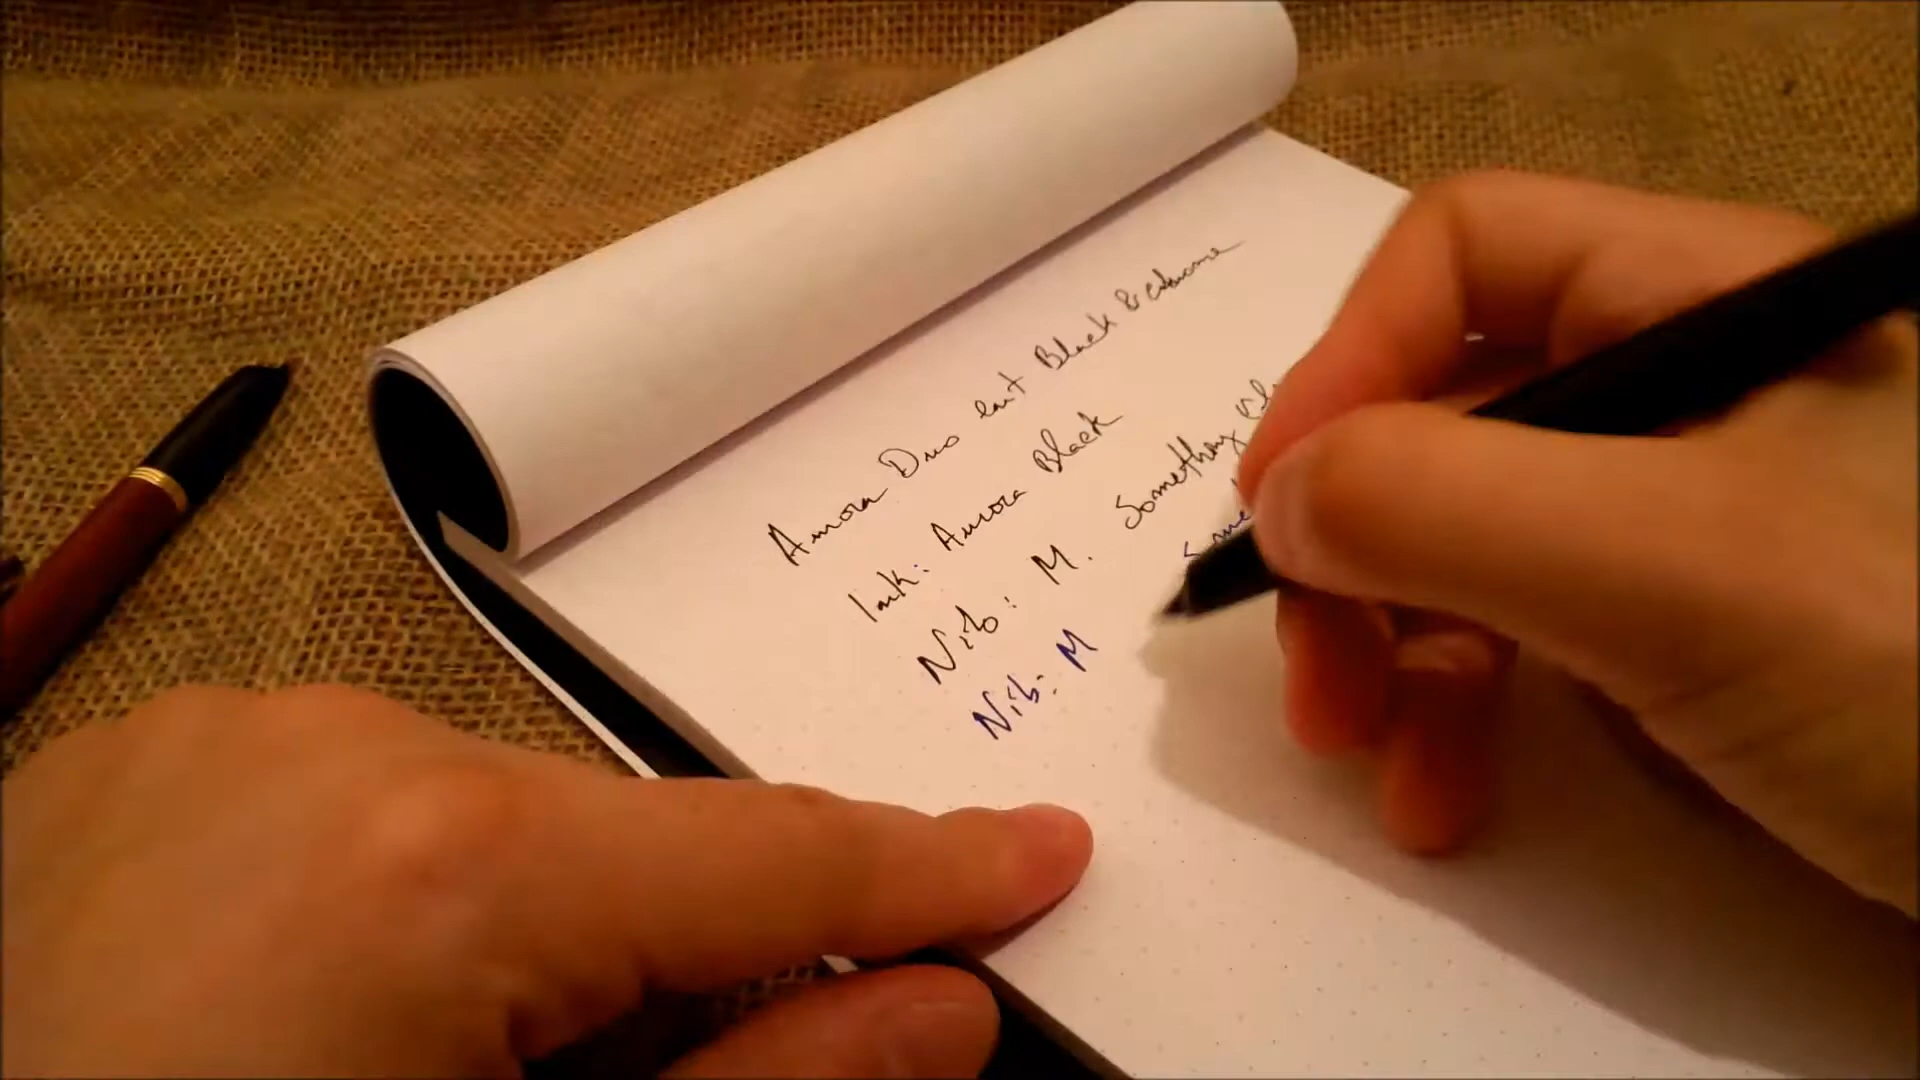 Aurora Duo cart Black & chrome
Ink: Aurora Black
Nib: M. Something
Nib: M